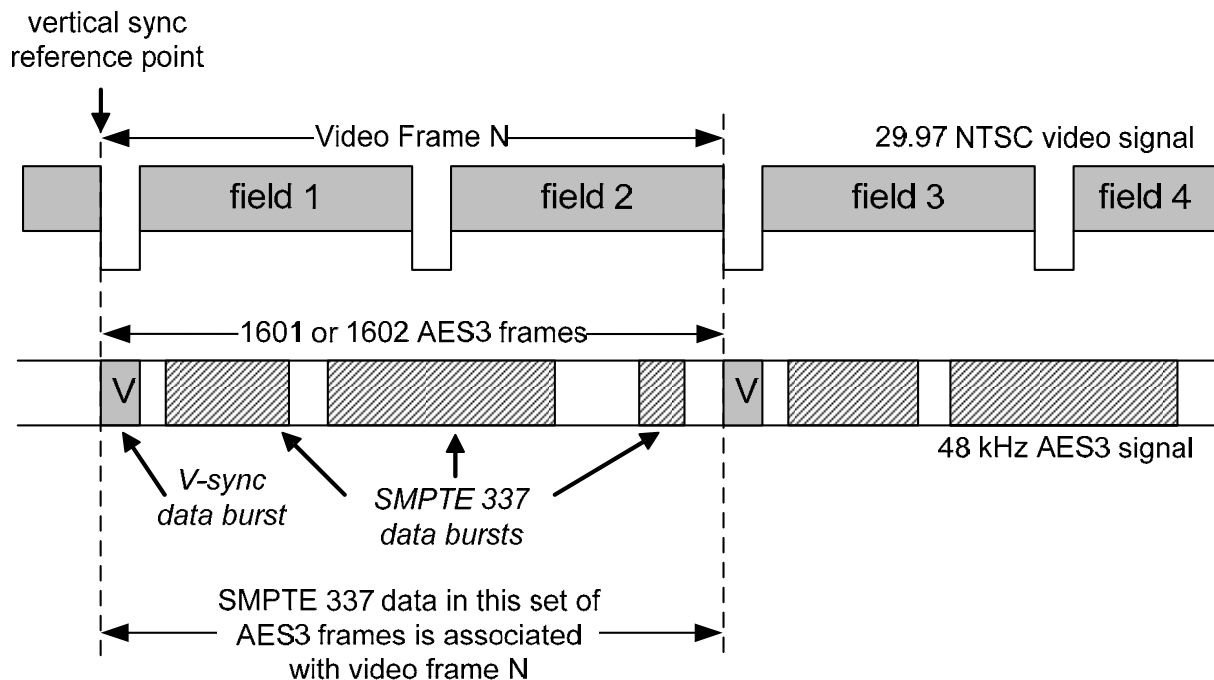 vertical sync
reference point
Video Frame N
29.97 NTSC video signal
field 1
field 2
field 3
field 4
1601 or 1602 AES3 frames
V
V
48 kHz AES3 signal
V-sync
data burst
SMPTE 337
data bursts
SMPTE 337 data in this set of
AES3 frames is associated
with video frame N